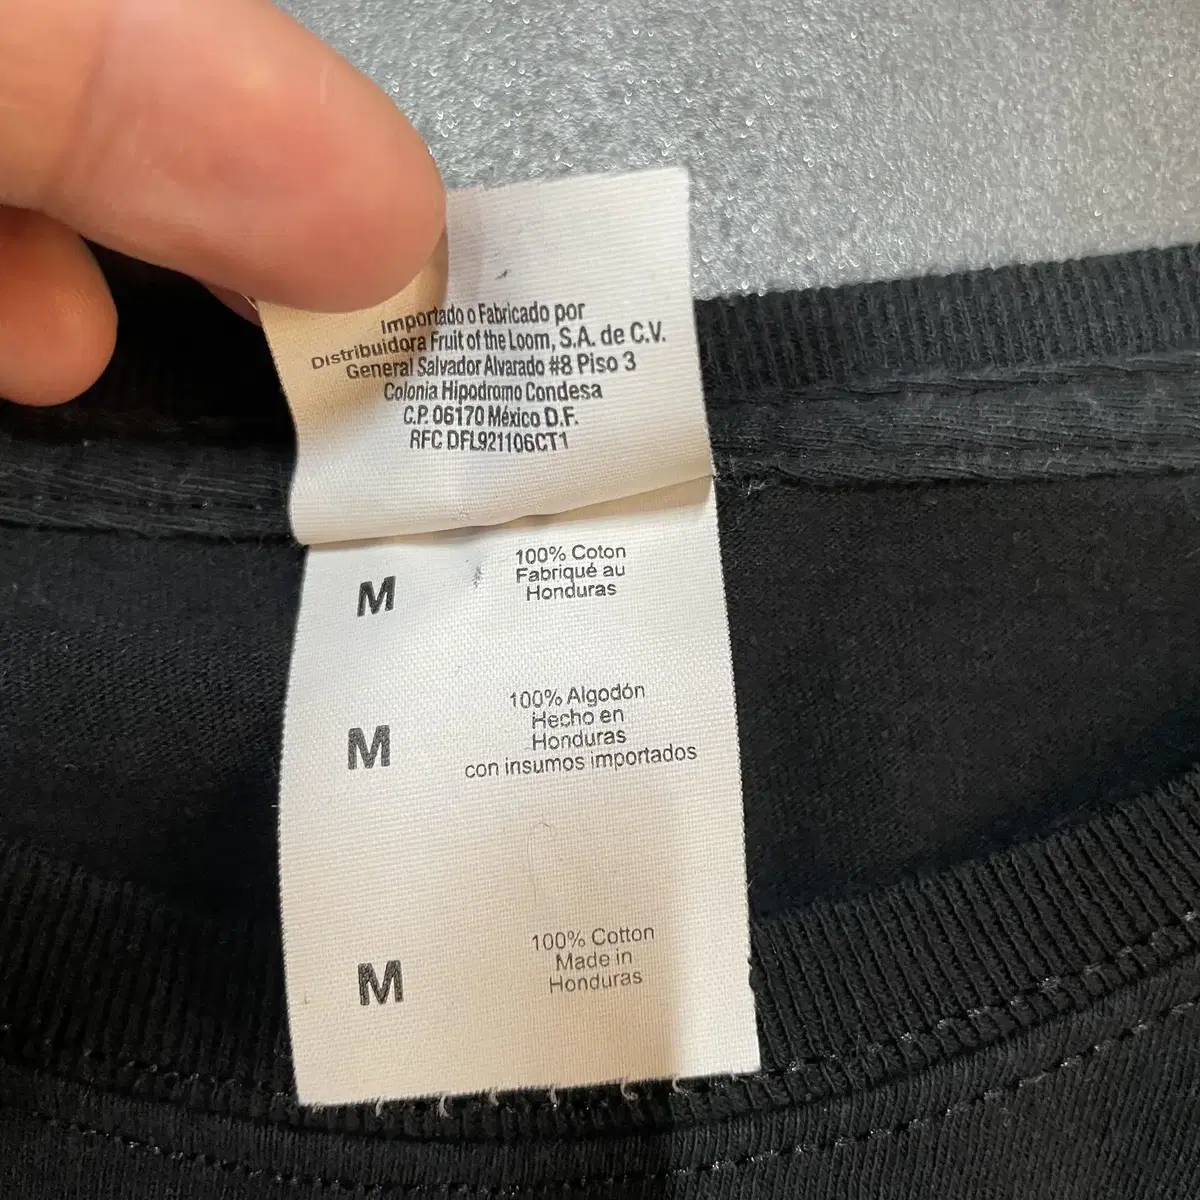 Importado o Fabricado por
Distribuidora Fruit of the Loom, S.A. de C.V.
General Salvador Alvarado #8 Piso 3
Colonia Hipodromo Condesa
C.P. 06170 México D.F.
RFC DFL921106CT1
M
100% Coton
Fabriqué au
Honduras
M
100% Algodón
Hecho en
Honduras
con insumos importados
M
100% Cotton
Made in
Honduras